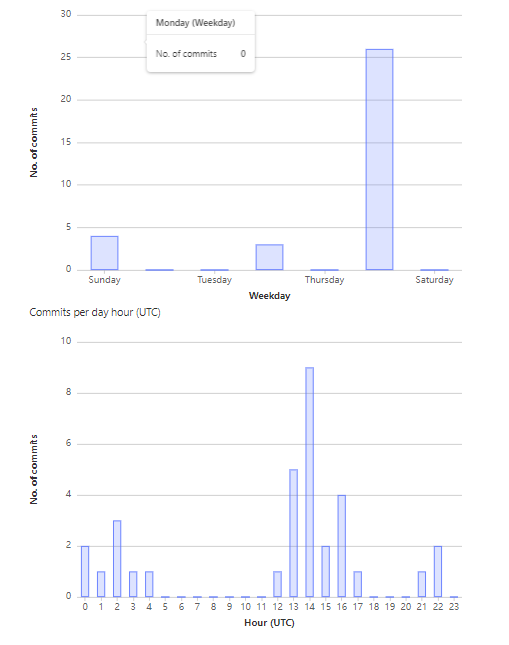 30
Monday (Weekday)
No. of commits 0
25
20
15
10
5
0
No. of commits
Sunday Tuesday Thursday Saturday
Weekday
Commits per day hour (UTC)
10
8
6
4
2
0
No. of commits
0 1 2 3 4 5 6 7 8 9 10 11 12 13 14 15 16 17 18 19 20 21 22 23
Hour (UTC)